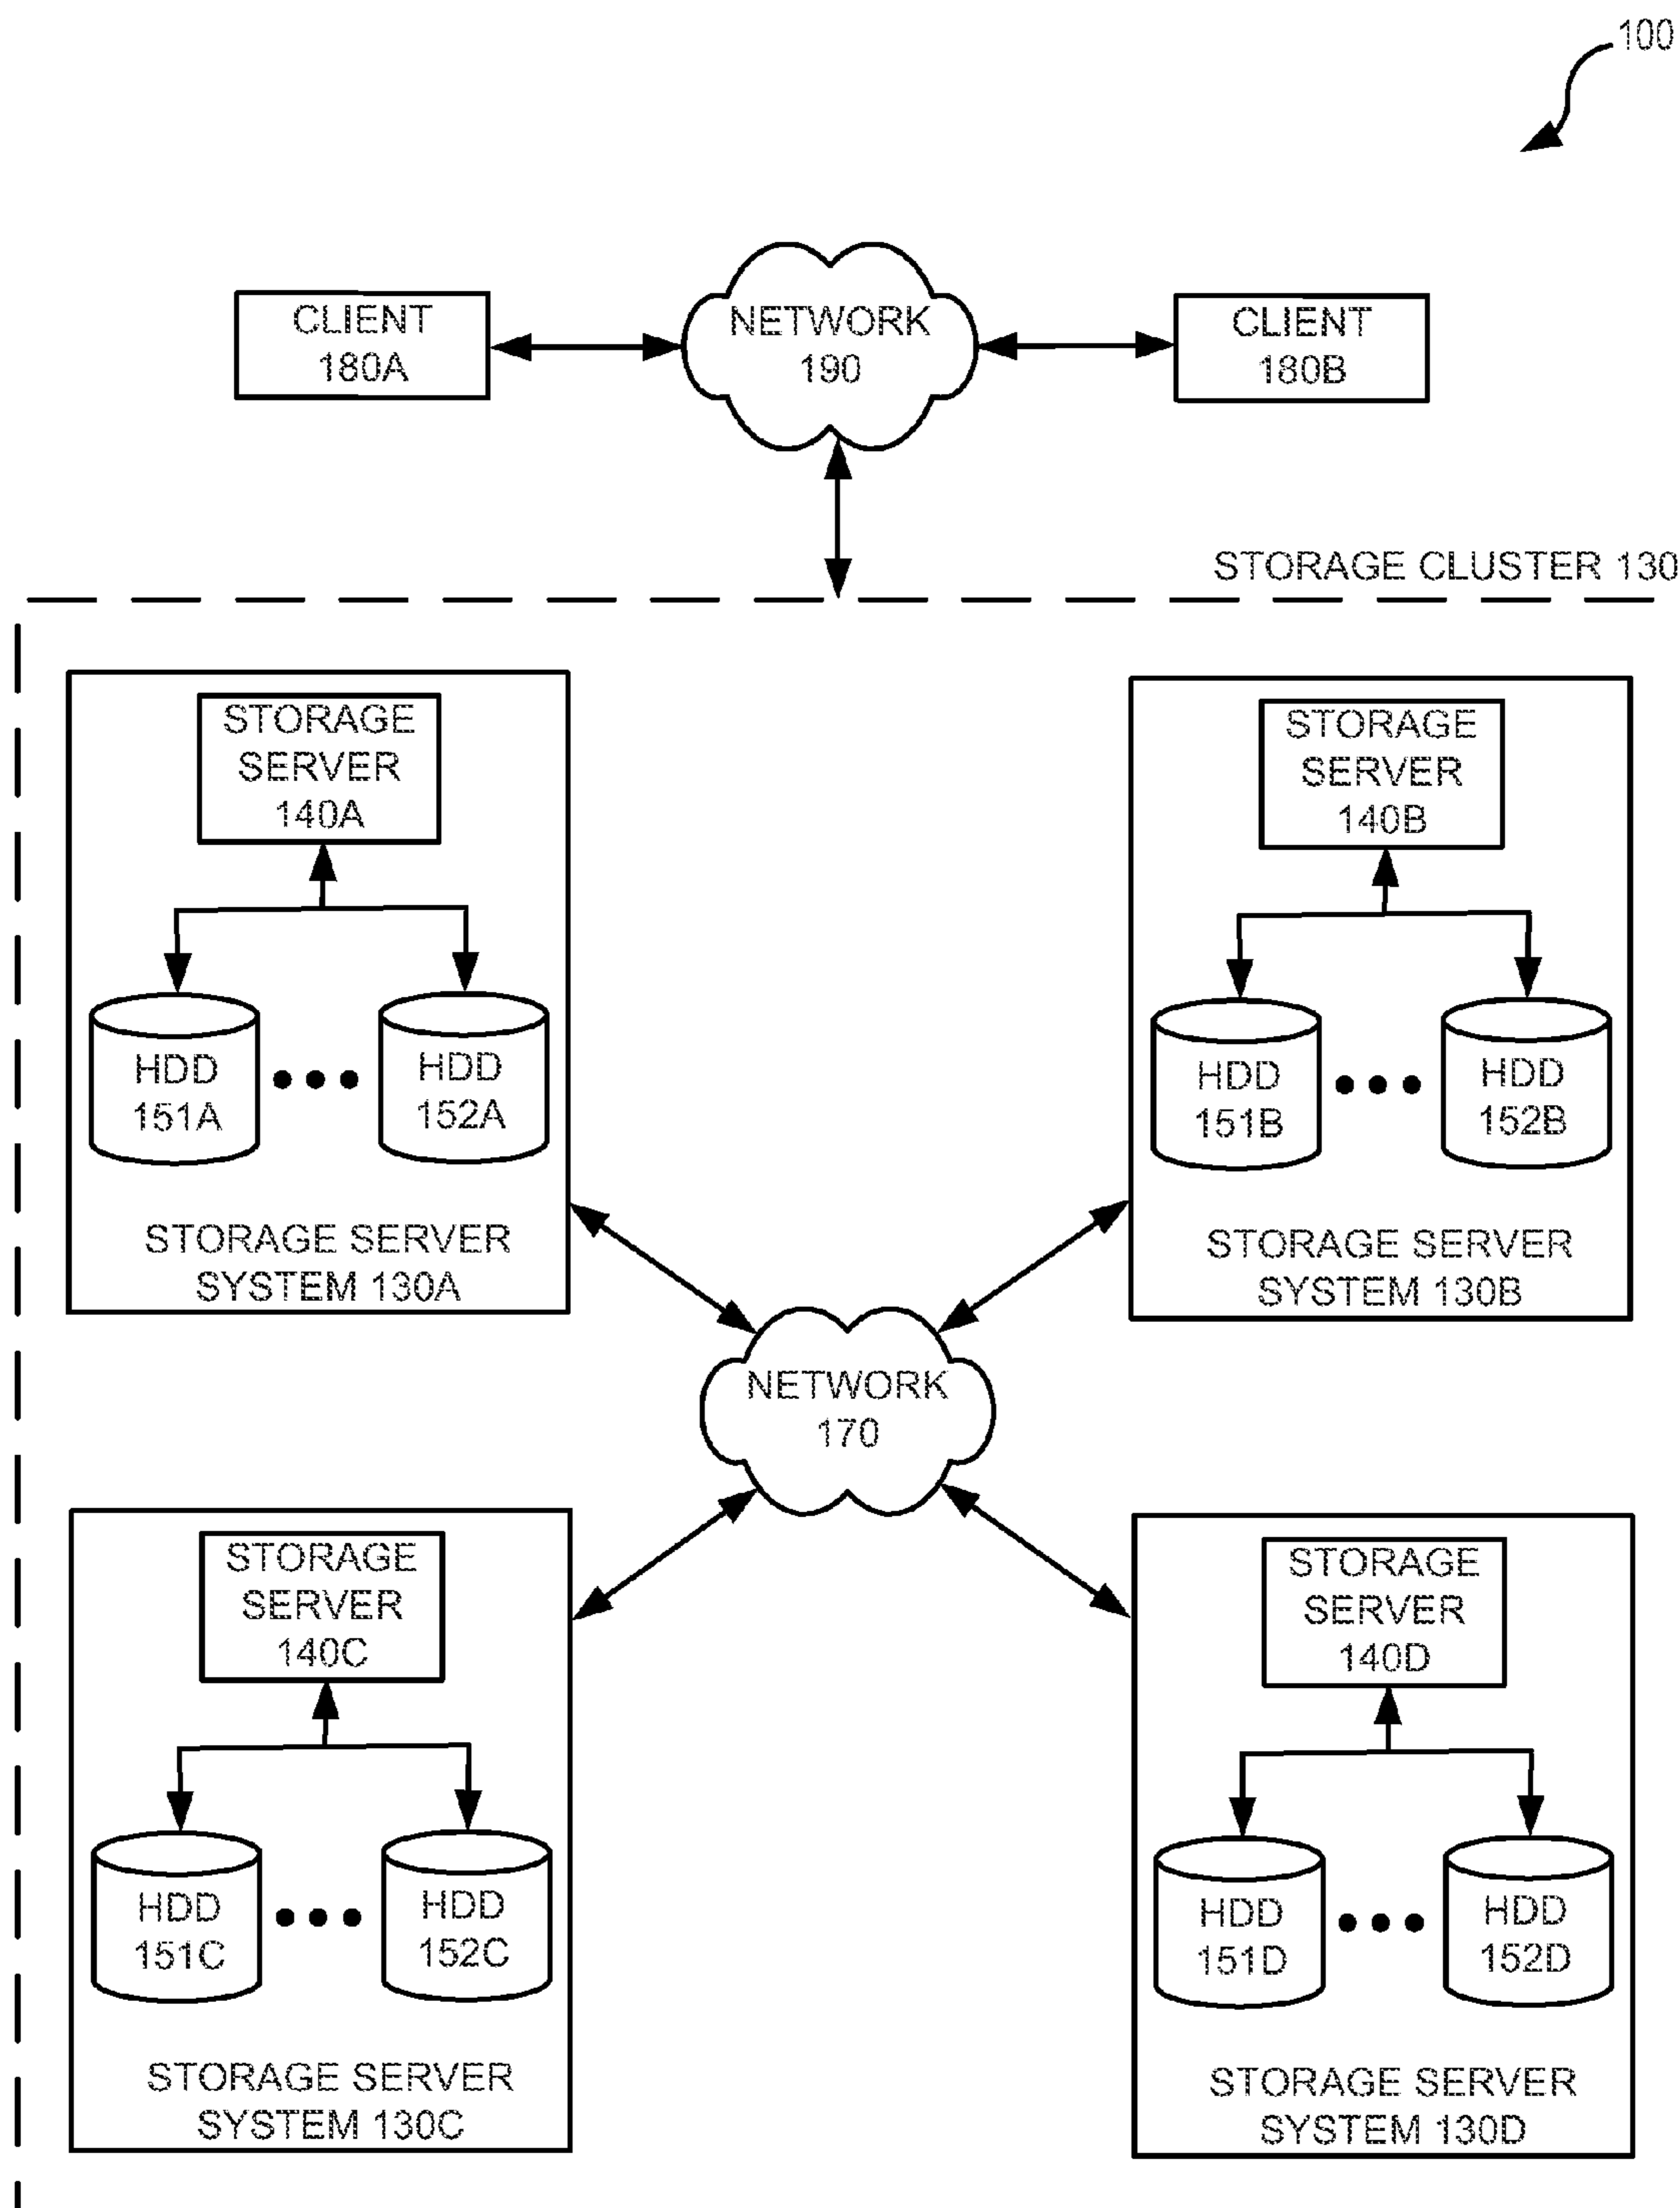 100
CLIENT
180A
NETWORK
190
CLIENT
180B
STORAGE CLUSTER 130
STORAGE
SERVER
140A
HDD
151A
HDD
152A
STORAGE SERVER
SYSTEM 130A
STORAGE
SERVER
140B
HDD
151B
HDD
152B
STORAGE SERVER
SYSTEM 130B
NETWORK
170
STORAGE
SERVER
140C
HDD
151C
HDD
152C
STORAGE SERVER
SYSTEM 130C
STORAGE
SERVER
140D
HDD
151D
HDD
152D
STORAGE SERVER
SYSTEM 130D